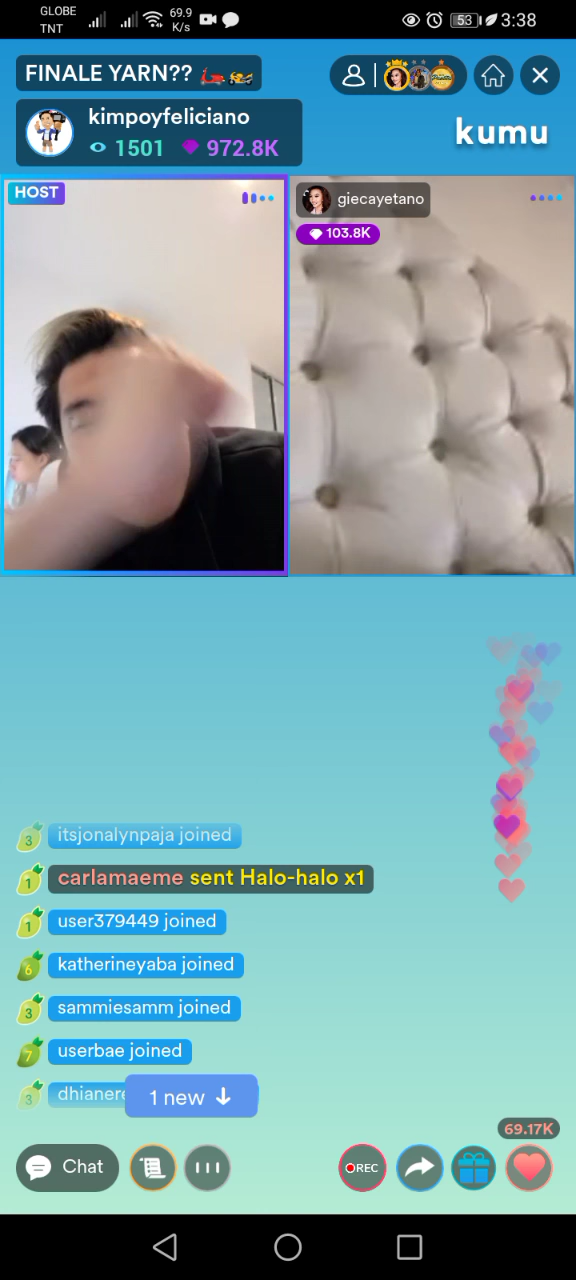 GLOBE
TNT
69.9
K/s
53
3:38
FINALE YARN??
kimpoyfeliciano
1501 972.8K
kumu
HOST
giecayetano
103.8K
3 itsjonalynpaja joined
1 carlamaeme sent Halo-halo x1
1 user379449 joined
6 katherineyaba joined
3 sammiesamm joined
7 userbae joined
3
1 new
69.17K
Chat
REC